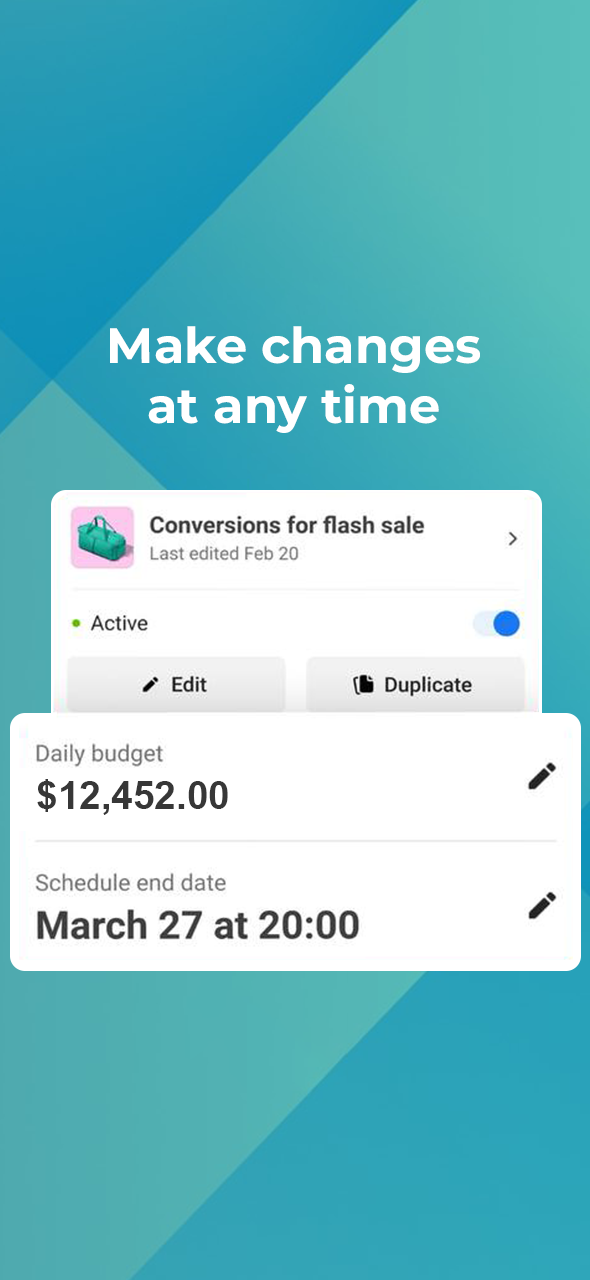 Make changes
at any time
Conversions for flash sale
Last edited Feb 20
Active
Edit
Duplicate
Daily budget
$12,452.00
Schedule end date
March 27 at 20:00